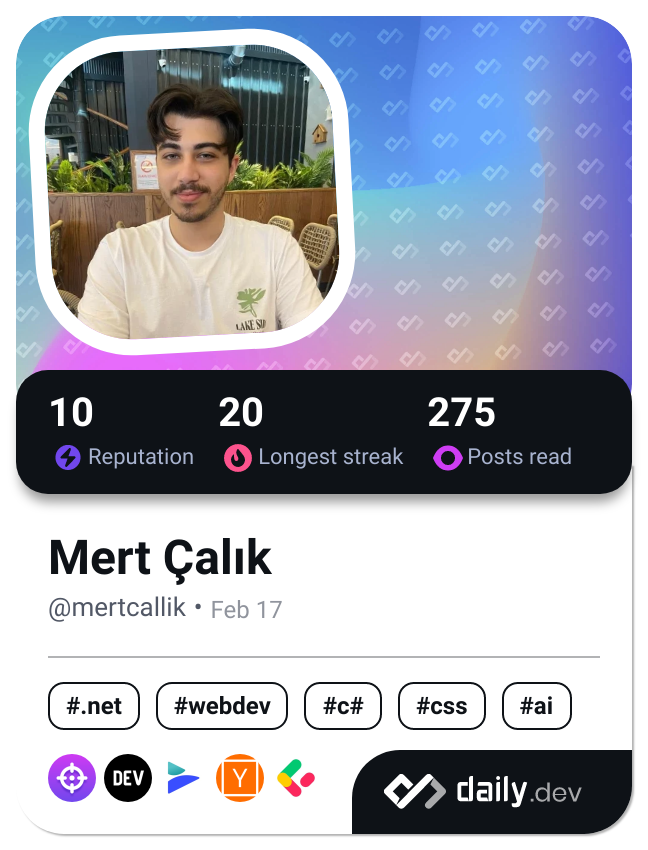 LAKE
10 20 275
Reputation Longest streak Posts read
Mert Çalık
@mertcallik • Feb 17
#.net #webdev #c# #css #ai
DEV Y daily.dev